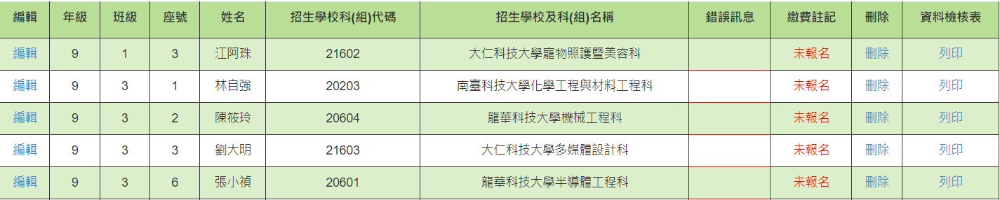 編輯 年級 班級 座號 姓名 招生學校科(組)代碼 招生學校及科(組)名稱 錯誤訊息 繳費註記 刪除 資料檢核表
編輯 9 1 3 江阿珠 21602 大仁科技大學寵物照護暨美容科 未報名 刪除 列印
編輯 9 3 1 林自強 20203 南臺科技大學化學工程與材料工程科 未報名 刪除 列印
編輯 9 3 2 陳筱玲 20604 龍華科技大學機械工程科 未報名 刪除 列印
編輯 9 3 3 劉大明 21603 大仁科技大學多媒體設計科 未報名 刪除 列印
編輯 9 3 6 張小禎 20601 龍華科技大學半導體工程科 未報名 刪除 列印